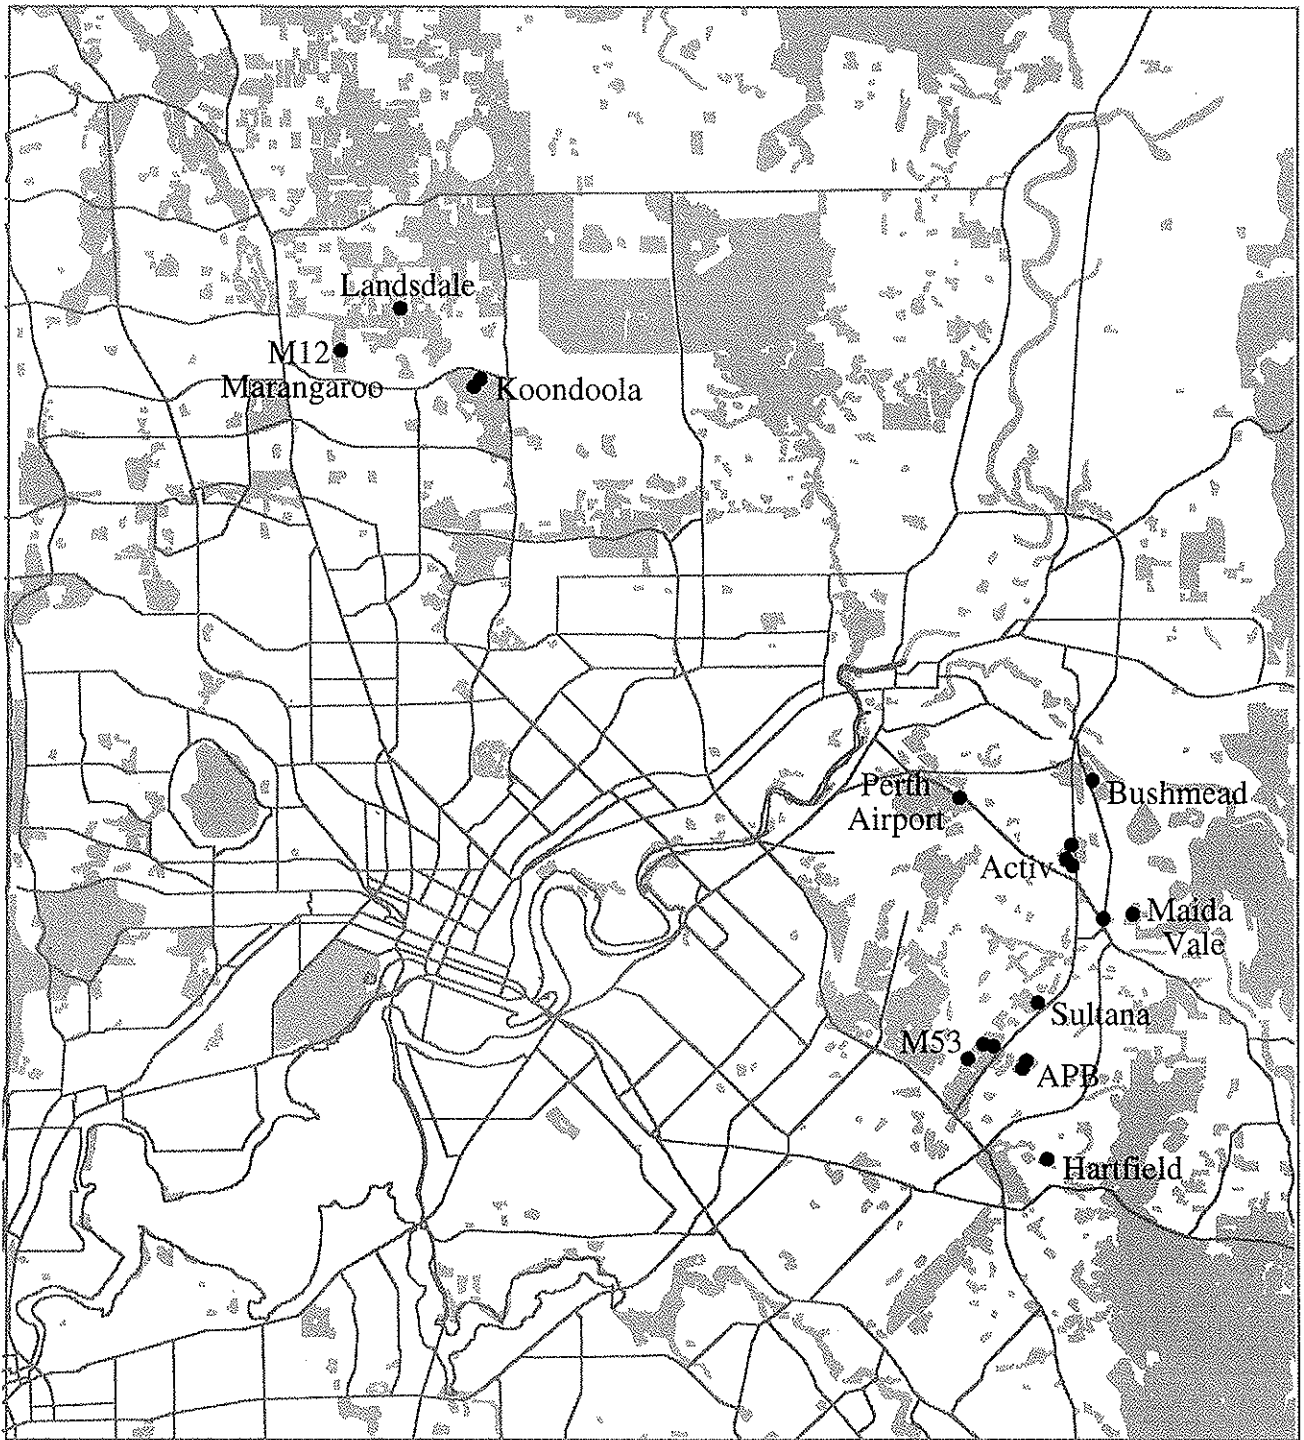 Landsdale
M12
Marangaroo
Koondoola
Perth
Airport
Bushmead
Activ
Maida
Vale
Sultana
M53
APB
Hartfield